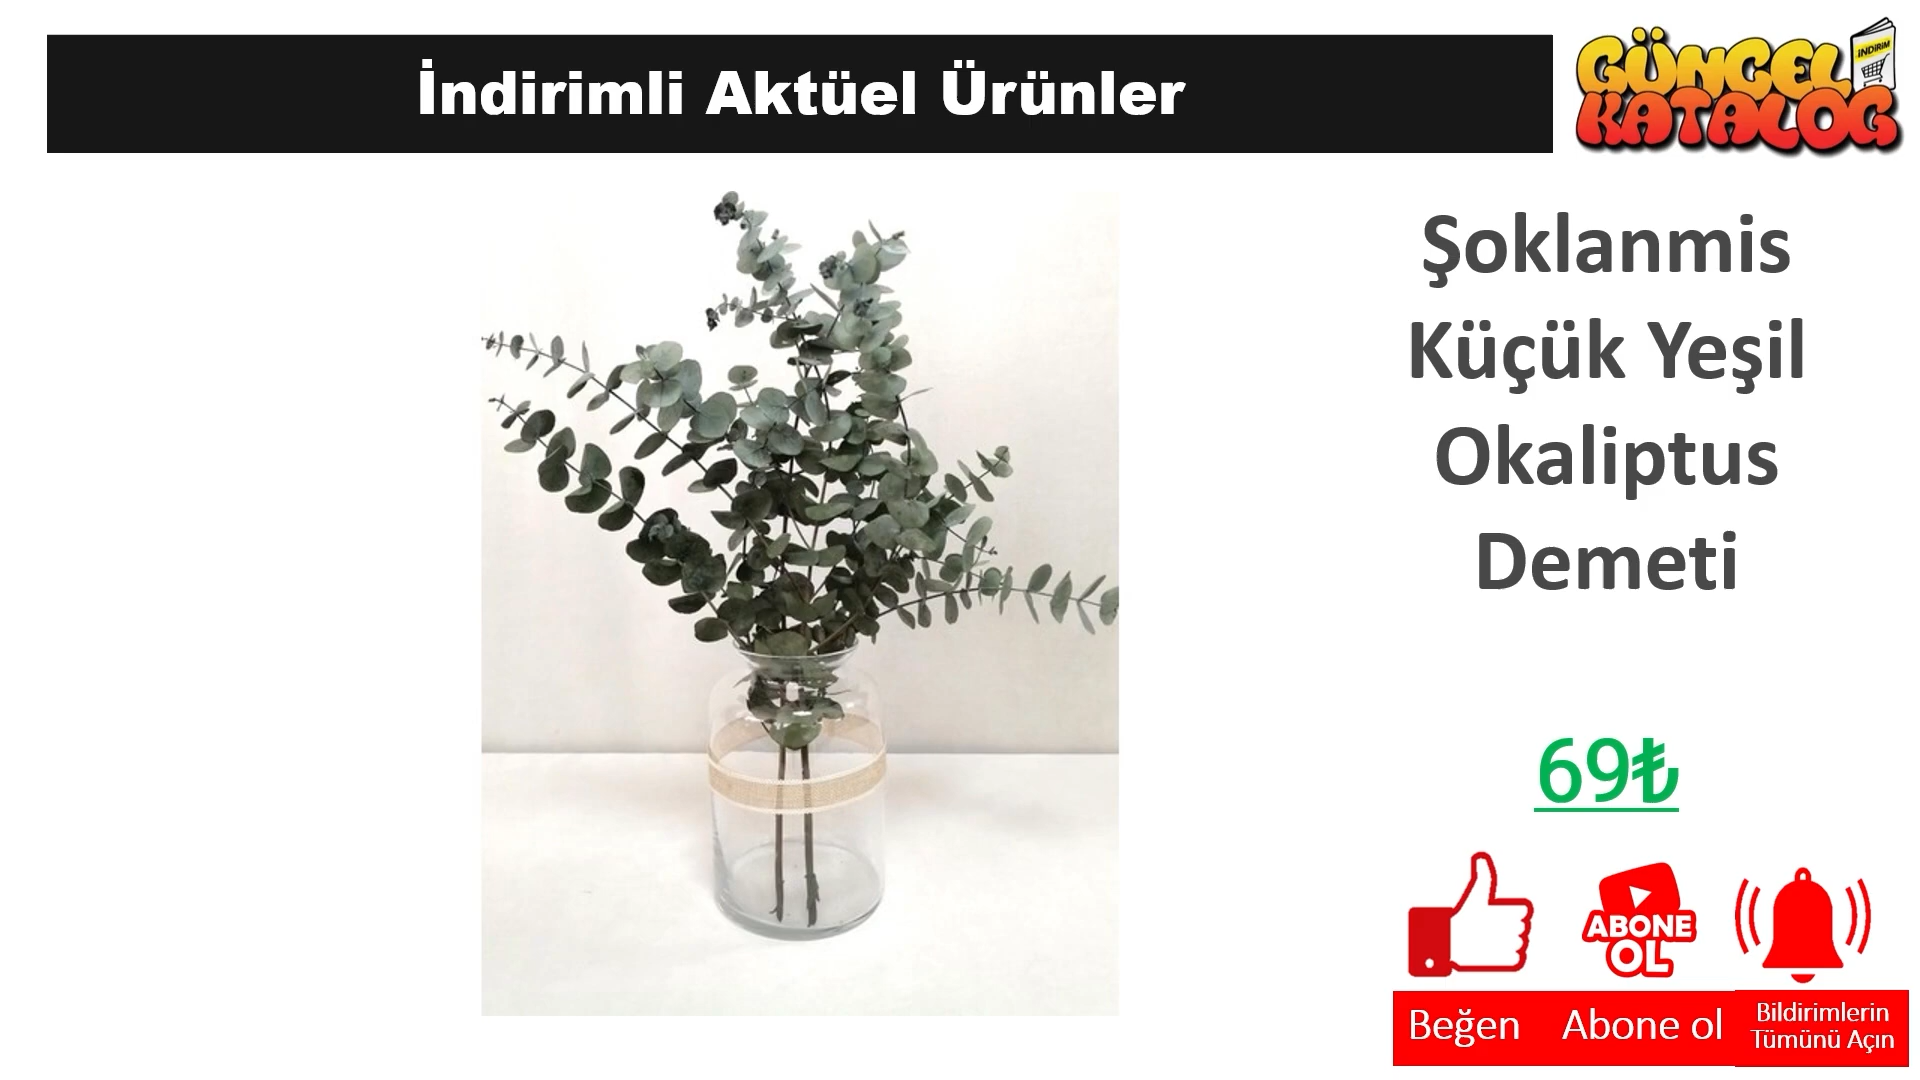 İndirimli Aktüel Ürünler
GÜNCEL
KATALOG
İNDİRİM
Şoklanmis
Küçük Yeşil
Okaliptus
Demeti
69₺
ABONE
OL
Beğen
Abone ol
Bildirimlerin
Tümünü Açın